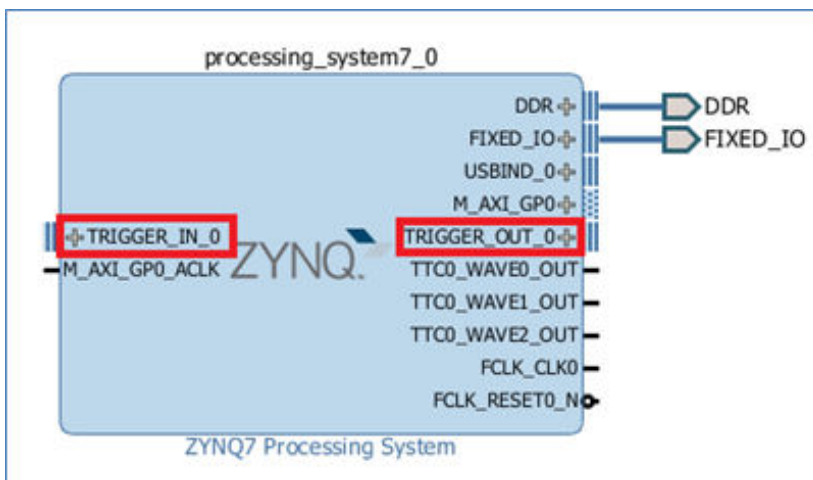 processing_system7_0
DDR
DDR
FIXED_IO
FIXED_IO
USBIND_0
M_AXI_GP0
TRIGGER_IN_0
TRIGGER_OUT_0
M_AXI_GP0_ACLK
ZYNQ.
TTC0_WAVE0_OUT
TTC0_WAVE1_OUT
TTC0_WAVE2_OUT
FCLK_CLK0
FCLK_RESET0_N
ZYNQ7 Processing System